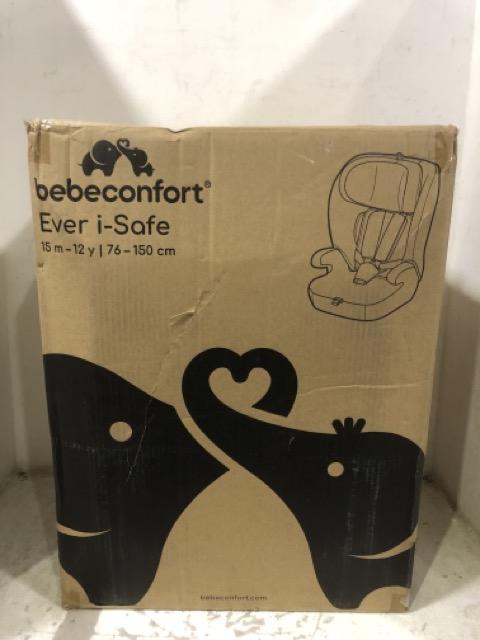 bebeconfort®
Ever i-Safe
15 m - 12 y | 76 - 150 cm
bebeconfort.com